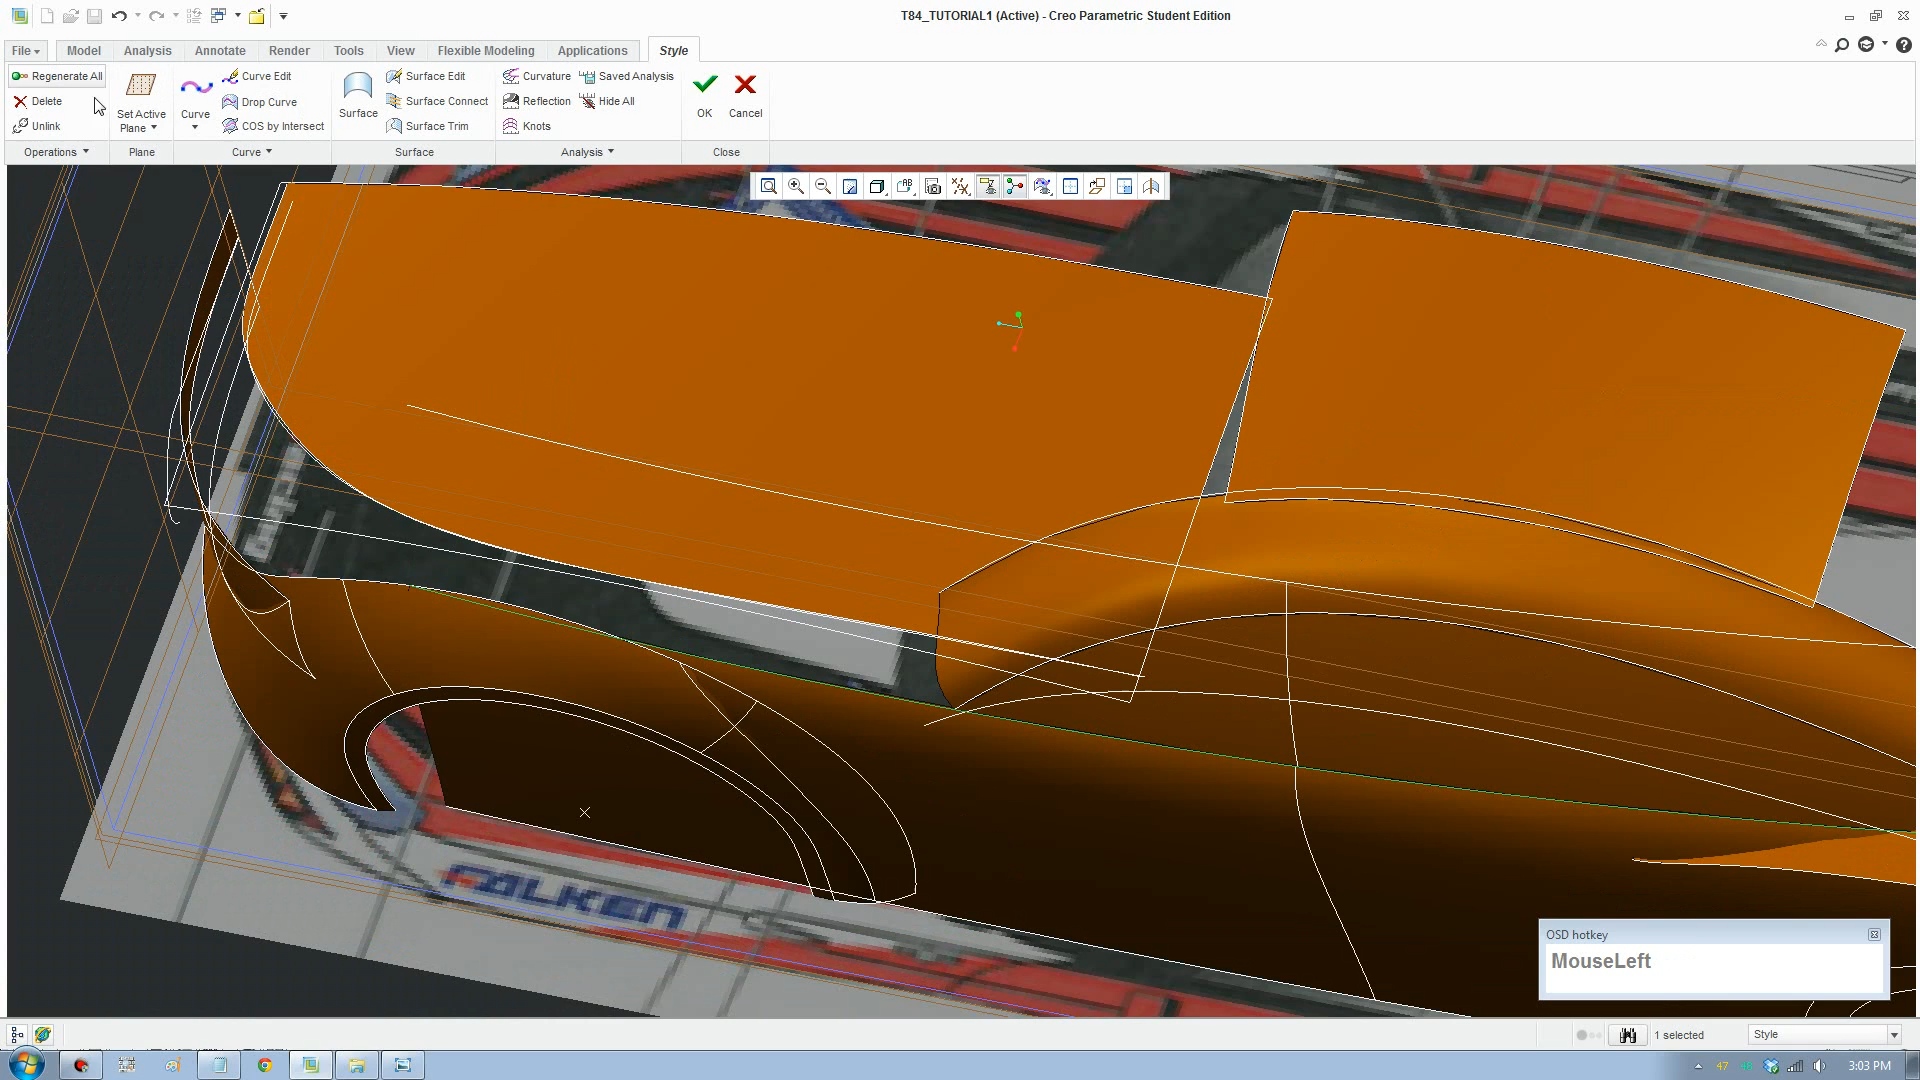 T84_TUTORIAL1 (Active) - Creo Parametric Student Edition
File Model Analysis Annotate Render Tools View Flexible Modeling Applications Style
Regenerate All
Delete
Unlink
Set Active
Plane
Curve
Curve Edit
Drop Curve
COS by Intersect
Surface
Surface Edit
Surface Connect
Surface Trim
Curvature
Reflection
Knots
Saved Analysis
Hide All
OK
Cancel
Operations Plane Curve Surface Analysis Close
FALKEN
OSD hotkey
MouseLeft
1 selected
Style
47
3:03 PM